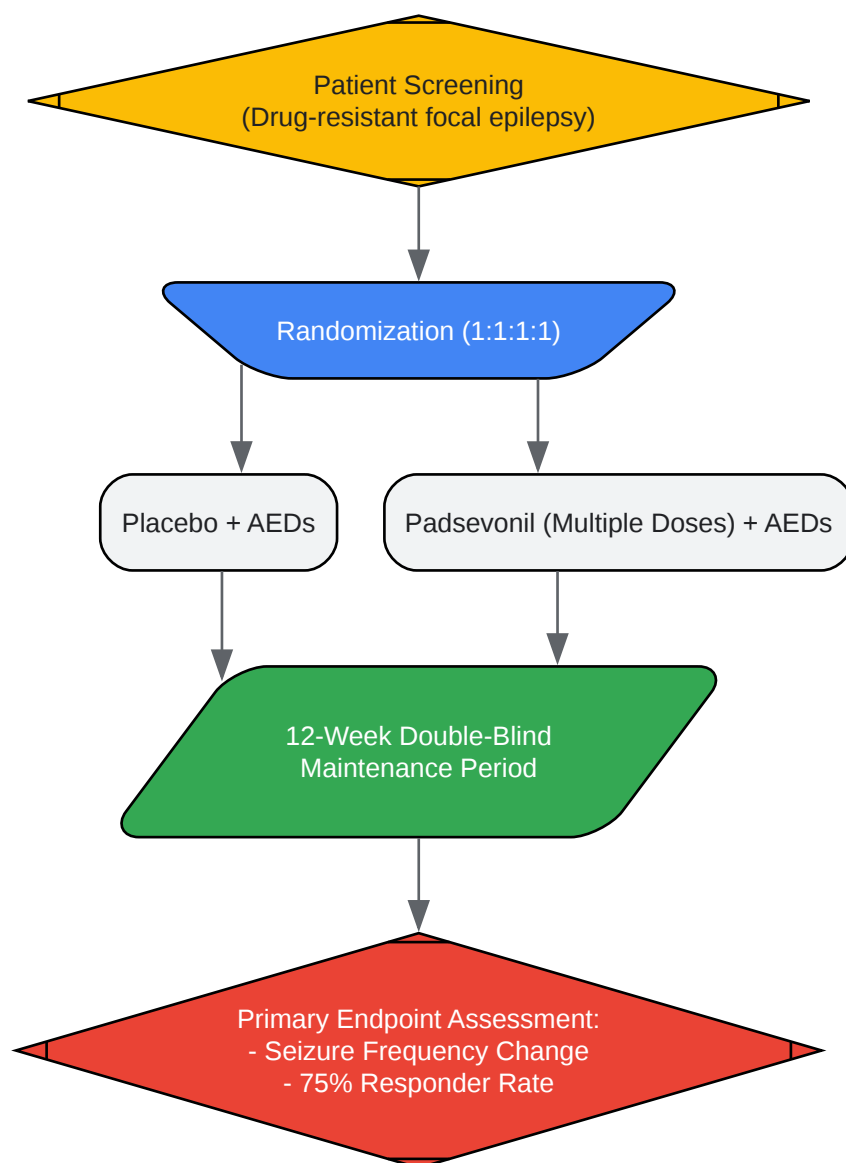 Patient Screening
(Drug-resistant focal epilepsy)
Randomization (1:1:1:1)
Placebo + AEDs
Padsevonil (Multiple Doses) + AEDs
12-Week Double-Blind
Maintenance Period
Primary Endpoint Assessment:
- Seizure Frequency Change
- 75% Responder Rate